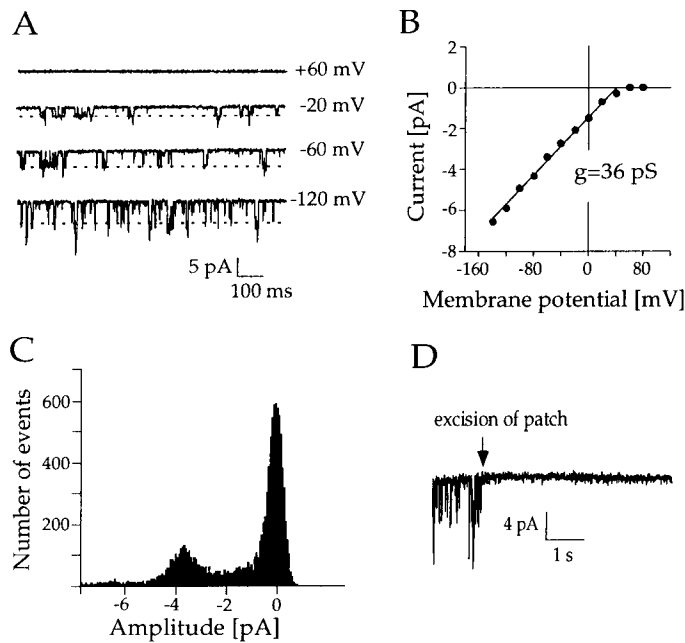 A
+60 mV
-20 mV
-60 mV
-120 mV
5 pA
100 ms
B
Current [pA]
2
0
-2
-4
-6
-8
g=36 pS
-160
-80
0
80
Membrane potential [mV]
C
Number of events
600
400
200
-6
-4
-2
0
Amplitude [pA]
D
excision of patch
4 pA
1 s